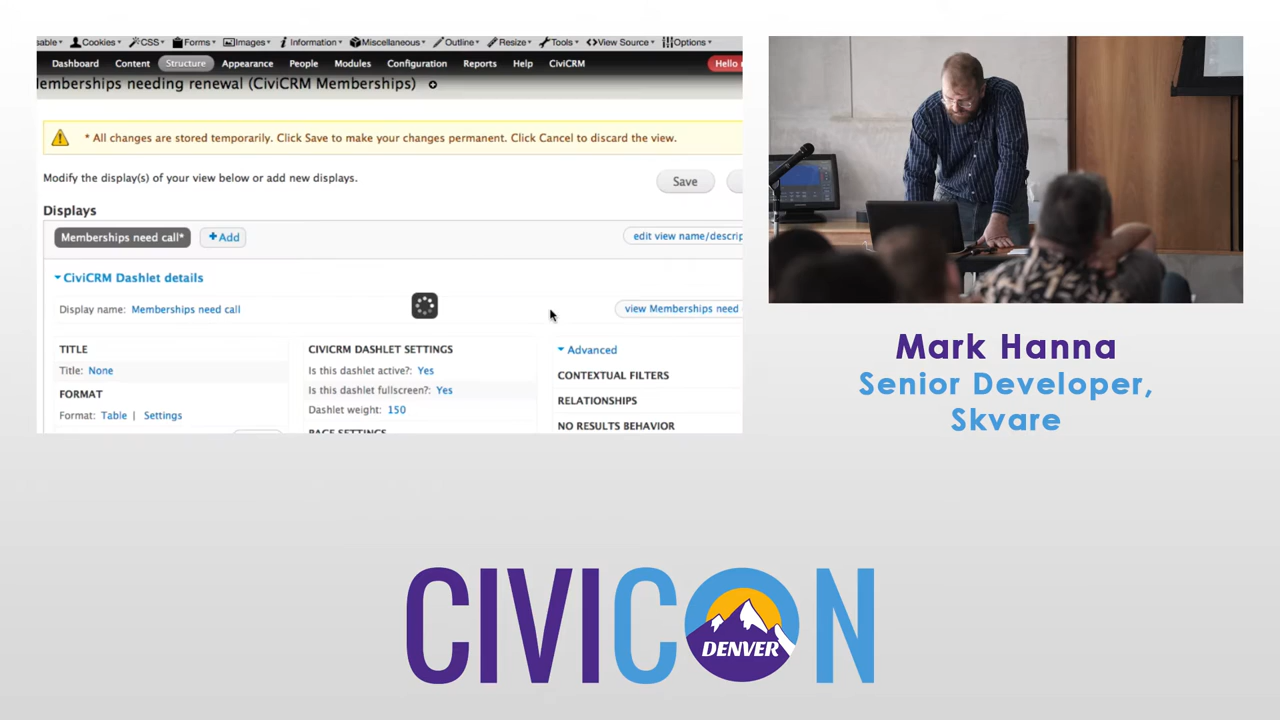 sable Cookies CSS Forms Images Information Miscellaneous Outline Resize Tools View Source Options
Dashboard Content Structure Appearance People Modules Configuration Reports Help CiviCRM Hello
emberships needing renewal (CiviCRM Memberships)
* All changes are stored temporarily. Click Save to make your changes permanent. Click Cancel to discard the view.
Modify the display(s) of your view below or add new displays.
Save
Displays
Memberships need call* +Add edit view name/descrip
CiviCRM Dashlet details
Display name: Memberships need call view Memberships need
TITLE
Title: None
FORMAT
Format: Table | Settings
CIVICRM DASHLET SETTINGS
Is this dashlet active?: Yes
Is this dashlet fullscreen?: Yes
Dashlet weight: 150
PAGE SETTINGS
Advanced
CONTEXTUAL FILTERS
RELATIONSHIPS
NO RESULTS BEHAVIOR
Mark Hanna
Senior Developer,
Skvare
CIVICON
DENVER